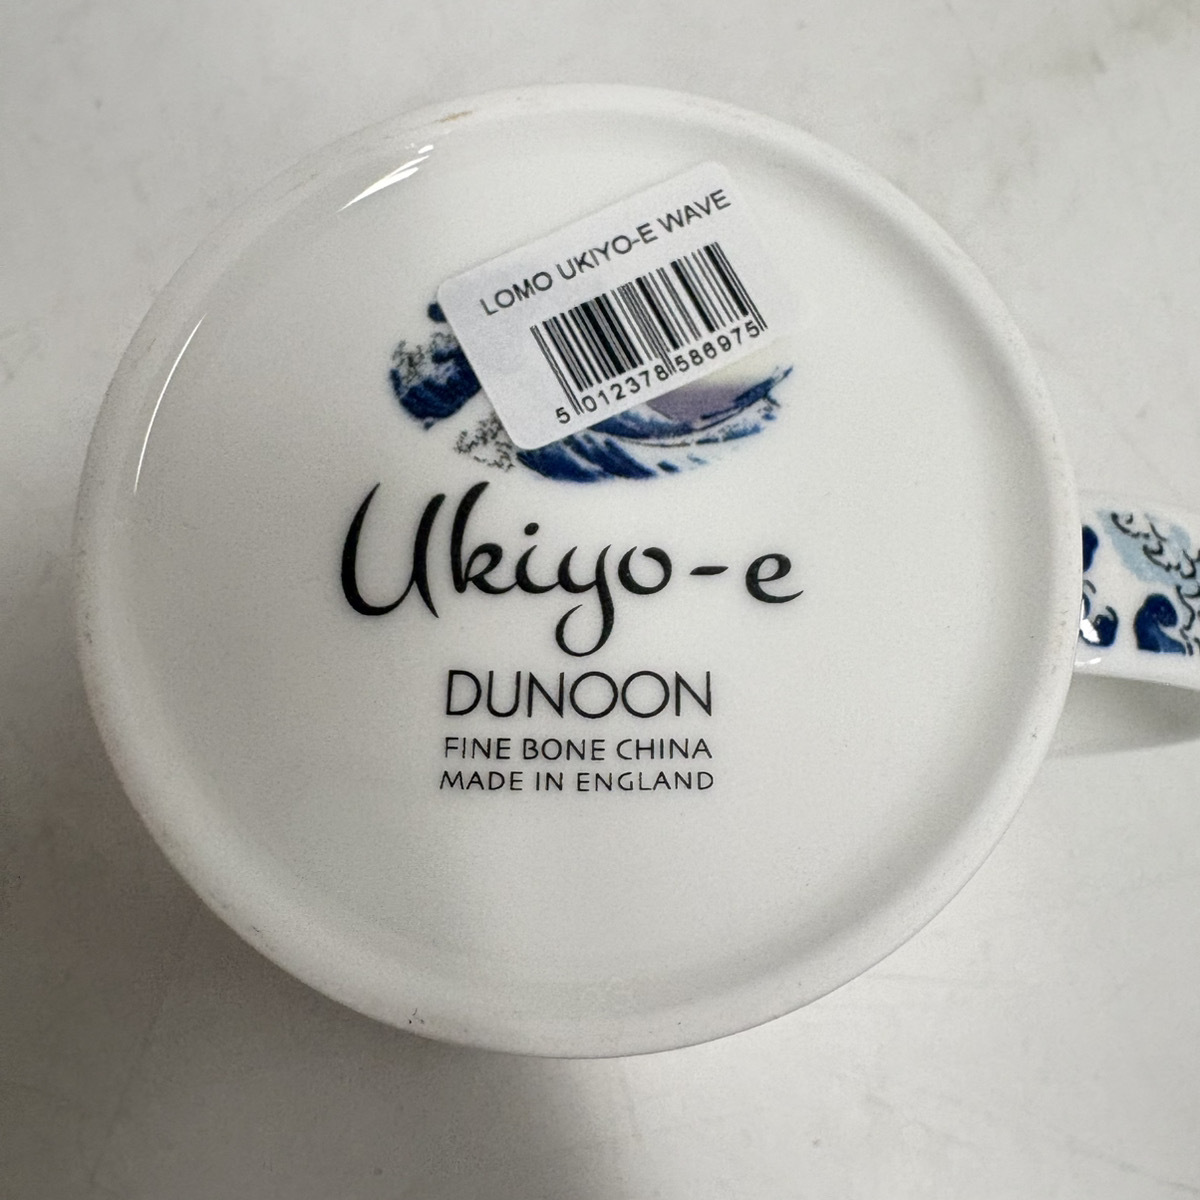 LOMO UKIYO-E WAVE
5 012378 586975
Ukiyo-e
DUNOON
FINE BONE CHINA
MADE IN ENGLAND